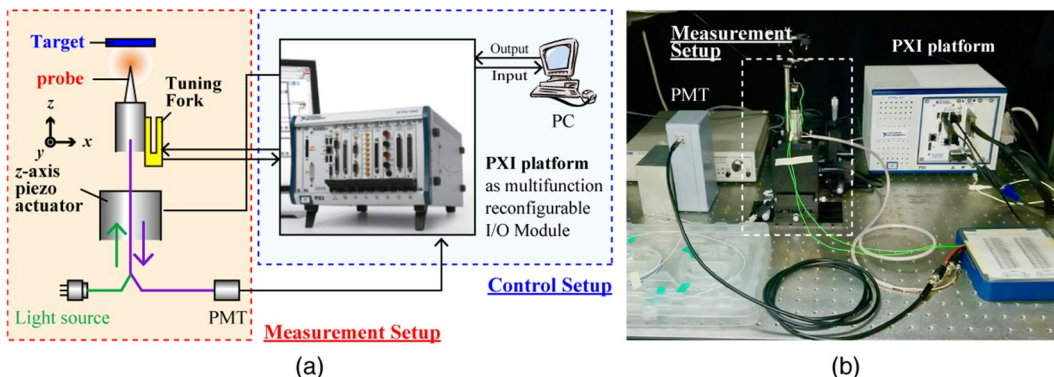 Target
probe
Tuning
Fork
z
y
x
z-axis
piezo
actuator
Light source
PMT
Measurement Setup
Output
Input
PC
PXI platform
as multifunction
reconfigurable
I/O Module
Control Setup
(a)
Measurement
Setup
PMT
PXI platform
(b)